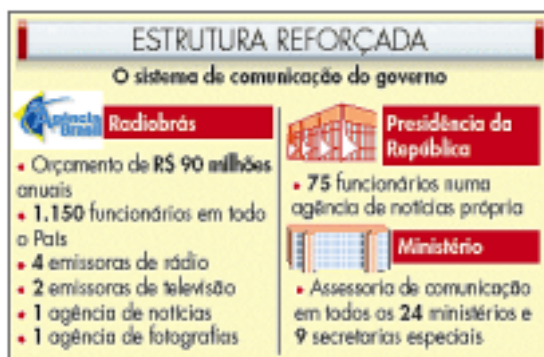 ESTRUTURA REFORÇADA
O sistema de comunicação do governo
Agência
Brasil
Radiobrás
• Orçamento de R$ 90 milhões
anuais
• 1.150 funcionários em todo
o País
• 4 emissoras de rádio
• 2 emissoras de televisão
• 1 agência de notícias
• 1 agência de fotografias
Presidência da
República
• 75 funcionários numa
agência de notícias própria
Ministério
• Assessoria de comunicação
em todos os 24 ministérios e
9 secretarias especiais